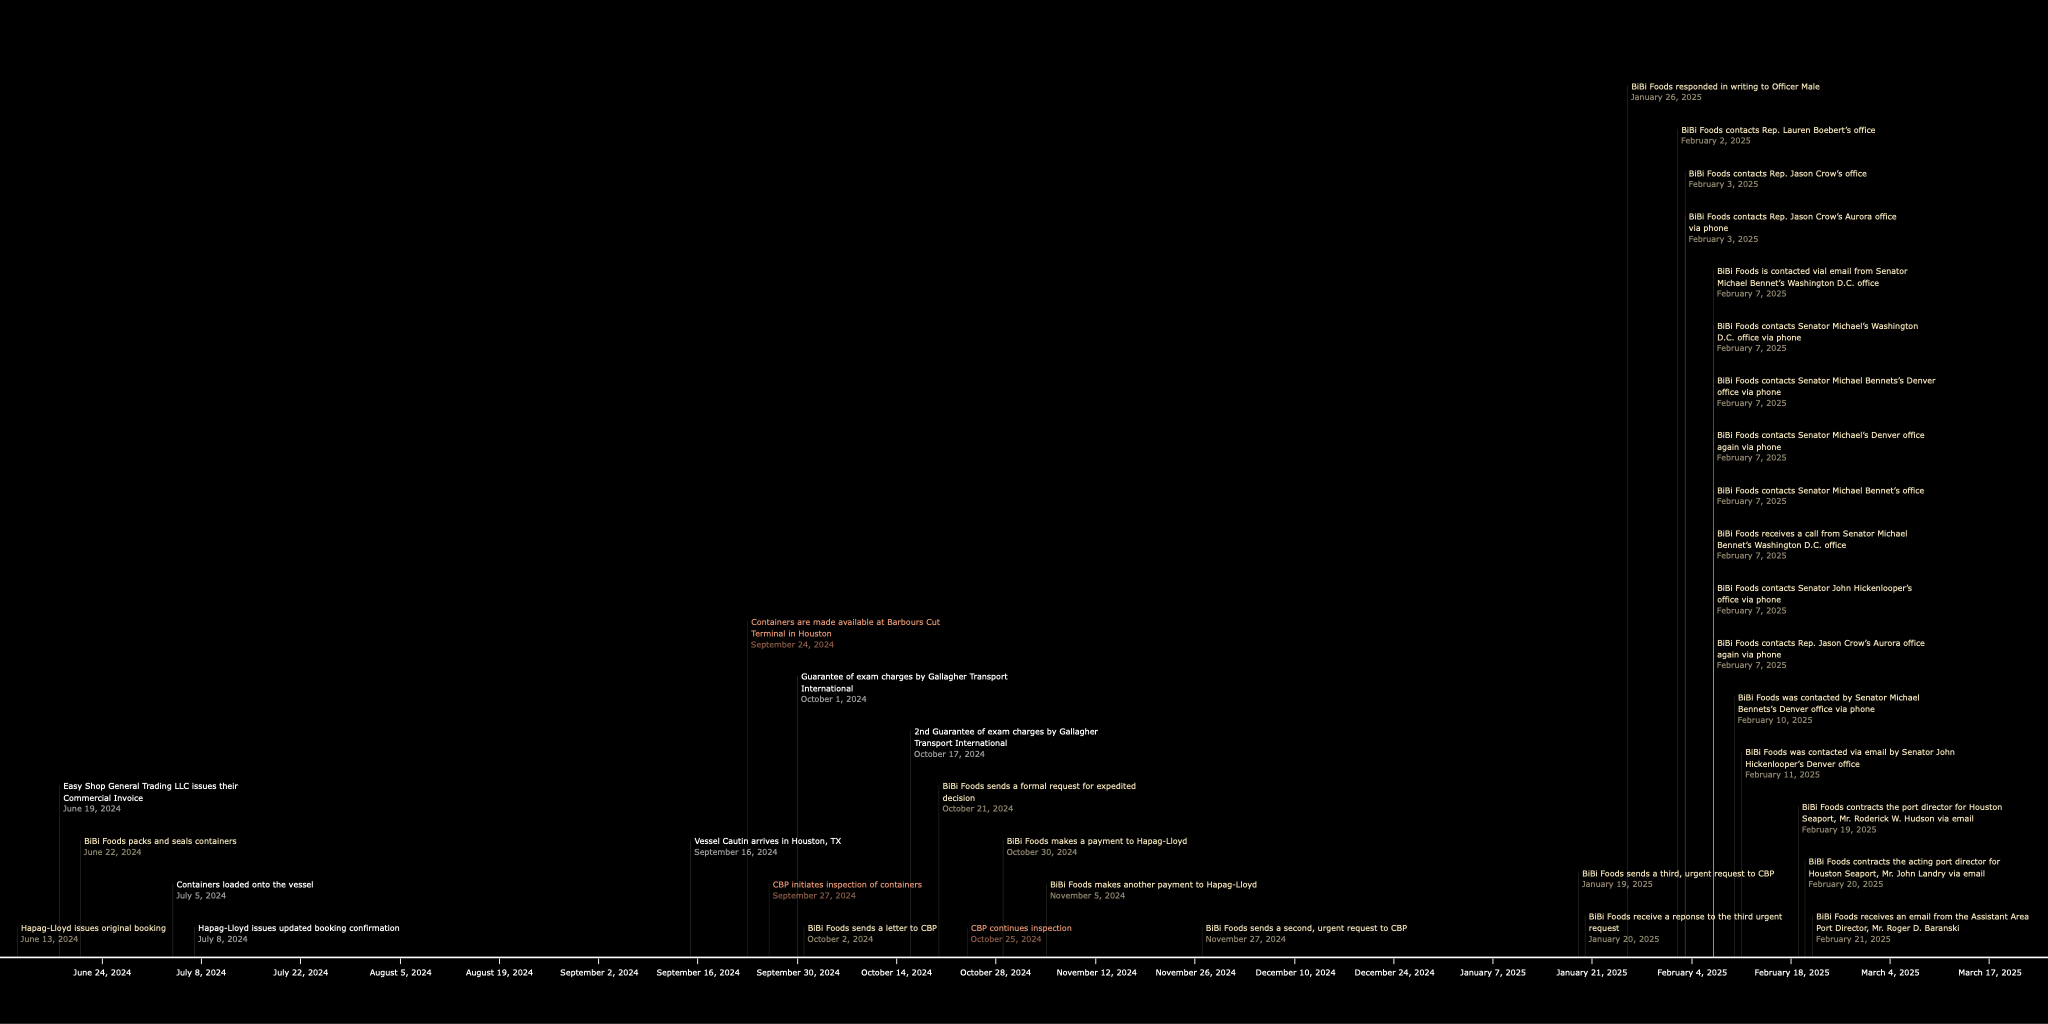 BiBi Foods responded in writing to Officer Male
January 26, 2025
BiBi Foods contacts Rep. Lauren Boebert’s office
February 2, 2025
BiBi Foods contacts Rep. Jason Crow’s office
February 3, 2025
BiBi Foods contacts Rep. Jason Crow’s Aurora office
via phone
February 3, 2025
BiBi Foods is contacted vial email from Senator
Michael Bennet’s Washington D.C. office
February 7, 2025
BiBi Foods contacts Senator Michael’s Washington
D.C. office via phone
February 7, 2025
BiBi Foods contacts Senator Michael Bennets’s Denver
office via phone
February 7, 2025
BiBi Foods contacts Senator Michael’s Denver office
again via phone
February 7, 2025
BiBi Foods contacts Senator Michael Bennet’s office
February 7, 2025
BiBi Foods receives a call from Senator Michael
Bennet’s Washington D.C. office
February 7, 2025
BiBi Foods contacts Senator John Hickenlooper’s
office via phone
February 7, 2025
Containers are made available at Barbours Cut
Terminal in Houston
September 24, 2024
BiBi Foods contacts Rep. Jason Crow’s Aurora office
again via phone
February 7, 2025
Guarantee of exam charges by Gallagher Transport
International
October 1, 2024
BiBi Foods was contacted by Senator Michael
Bennets’s Denver office via phone
February 10, 2025
2nd Guarantee of exam charges by Gallagher
Transport International
October 17, 2024
BiBi Foods was contacted via email by Senator John
Hickenlooper’s Denver office
February 11, 2025
Easy Shop General Trading LLC issues their
Commercial Invoice
June 19, 2024
BiBi Foods sends a formal request for expedited
decision
October 21, 2024
BiBi Foods contracts the port director for Houston
Seaport, Mr. Roderick W. Hudson via email
February 19, 2025
BiBi Foods packs and seals containers
June 22, 2024
Vessel Cautin arrives in Houston, TX
September 16, 2024
BiBi Foods makes a payment to Hapag-Lloyd
October 30, 2024
BiBi Foods contracts the acting port director for
Houston Seaport, Mr. John Landry via email
February 20, 2025
Containers loaded onto the vessel
July 5, 2024
CBP initiates inspection of containers
September 27, 2024
BiBi Foods makes another payment to Hapag-Lloyd
November 5, 2024
BiBi Foods sends a third, urgent request to CBP
January 19, 2025
Hapag-Lloyd issues original booking
June 13, 2024
Hapag-Lloyd issues updated booking confirmation
July 8, 2024
BiBi Foods sends a letter to CBP
October 2, 2024
CBP continues inspection
October 25, 2024
BiBi Foods sends a second, urgent request to CBP
November 27, 2024
BiBi Foods receive a reponse to the third urgent
request
January 20, 2025
BiBi Foods receives an email from the Assistant Area
Port Director, Mr. Roger D. Baranski
February 21, 2025
June 24, 2024
July 8, 2024
July 22, 2024
August 5, 2024
August 19, 2024
September 2, 2024
September 16, 2024
September 30, 2024
October 14, 2024
October 28, 2024
November 12, 2024
November 26, 2024
December 10, 2024
December 24, 2024
January 7, 2025
January 21, 2025
February 4, 2025
February 18, 2025
March 4, 2025
March 17, 2025